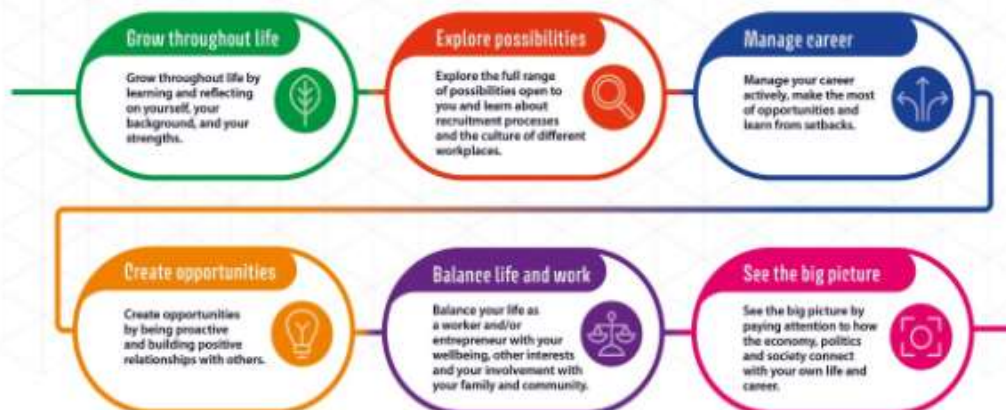 Grow throughout life
Grow throughout life by
learning and reflecting
on yourself, your
background, and your
strengths.
Explore possibilities
Explore the full range
of possibilities open to
you and learn about
recruitment processes
and the culture of different
workplaces.
Manage career
Manage your career
actively, make the most
of opportunities and
learn from setbacks.
Create opportunities
Create opportunities
by being proactive
and building positive
relationships with others.
Balance life and work
Balance your life as
a worker and/or
entrepreneur with your
wellbeing, other interests
and your involvement with
your family and community.
See the big picture
See the big picture by
paying attention to how
the economy, politics
and society connect
with your own life and
career.